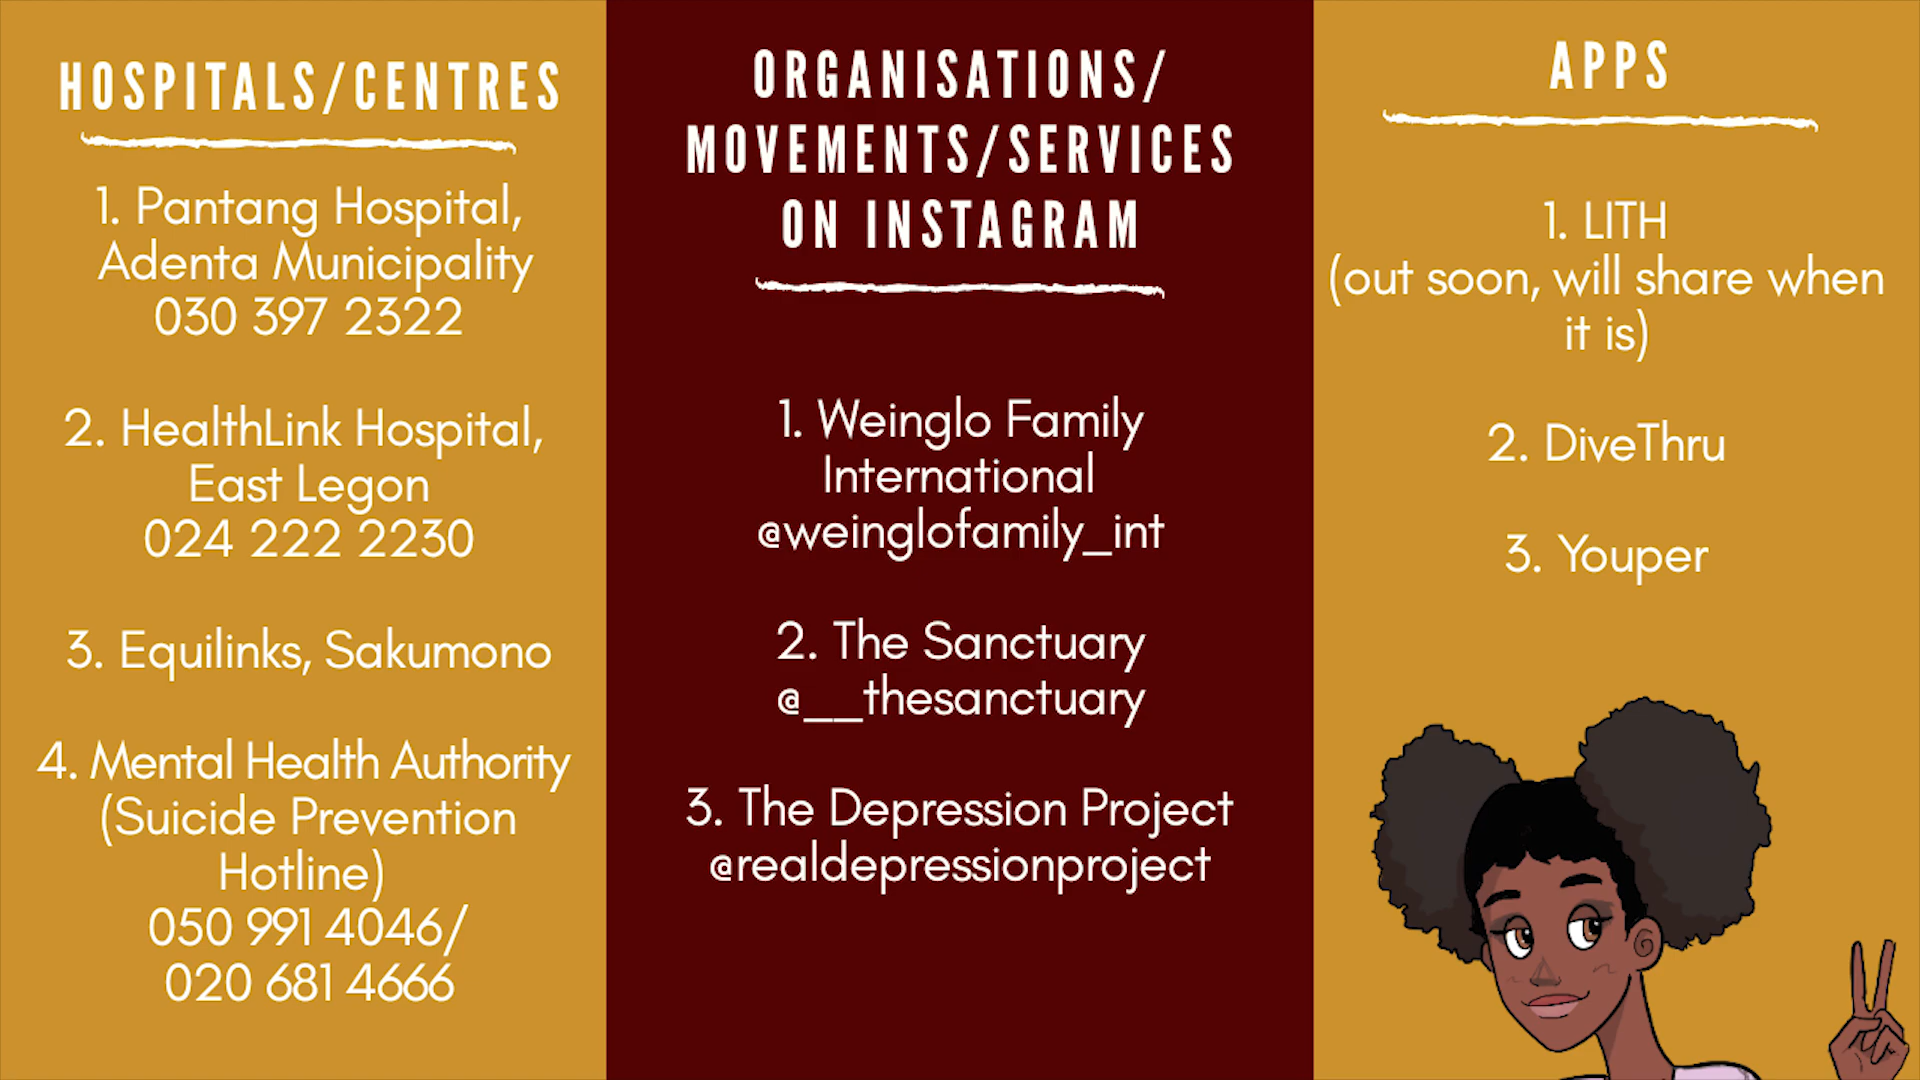 HOSPITALS/CENTRES
1. Pantang Hospital,
Adenta Municipality
030 397 2322
2. HealthLink Hospital,
East Legon
024 222 2230
3. Equilinks, Sakumono
4. Mental Health Authority
(Suicide Prevention
Hotline)
050 991 4046/
020 681 4666
ORGANISATIONS/
MOVEMENTS/SERVICES
ON INSTAGRAM
1. Weinglo Family
International
@weinglofamily_int
2. The Sanctuary
@__thesanctuary
3. The Depression Project
@realdepressionproject
APPS
1. LITH
(out soon, will share when
it is)
2. DiveThru
3. Youper